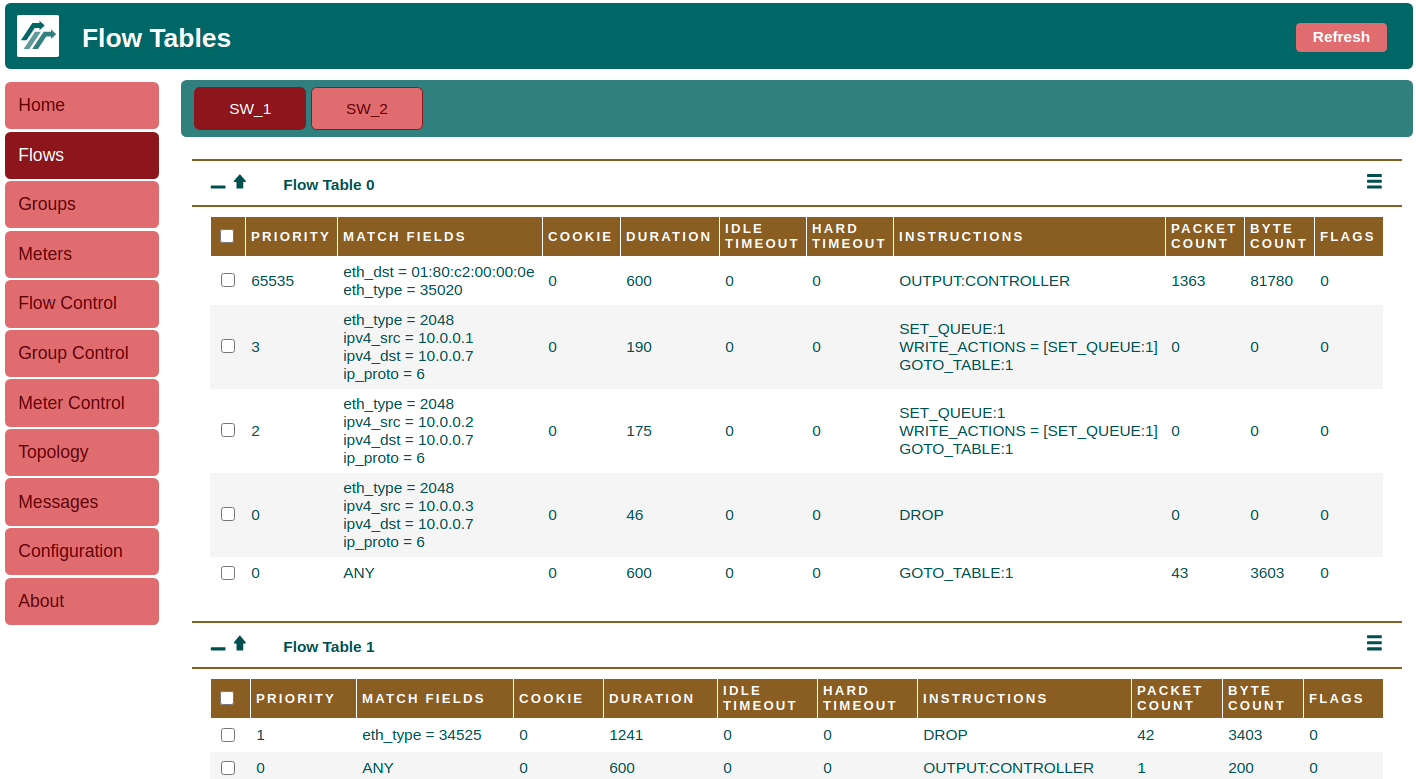 Flow Tables
Refresh
Home
Flows
Groups
Meters
Flow Control
Group Control
Meter Control
Topology
Messages
Configuration
About
SW_1 SW_2
Flow Table 0
PRIORITY MATCH FIELDS COOKIE DURATION IDLE TIMEOUT HARD TIMEOUT INSTRUCTIONS PACKET COUNT BYTE COUNT FLAGS
65535 eth_dst = 01:80:c2:00:00:0e 0 600 0 0 OUTPUT:CONTROLLER 1363 81780 0
eth_type = 35020
eth_type = 2048
ipv4_src = 10.0.0.1 SET_QUEUE:1
3 ipv4_dst = 10.0.0.7 0 190 0 0 WRITE_ACTIONS = [SET_QUEUE:1] 0 0 0
ip_proto = 6 GOTO_TABLE:1
eth_type = 2048
ipv4_src = 10.0.0.2 SET_QUEUE:1
2 ipv4_dst = 10.0.0.7 0 175 0 0 WRITE_ACTIONS = [SET_QUEUE:1] 0 0 0
ip_proto = 6 GOTO_TABLE:1
eth_type = 2048
ipv4_src = 10.0.0.3
0 ipv4_dst = 10.0.0.7 0 46 0 0 DROP 0 0 0
ip_proto = 6
0 ANY 0 600 0 0 GOTO_TABLE:1 43 3603 0
Flow Table 1
PRIORITY MATCH FIELDS COOKIE DURATION IDLE TIMEOUT HARD TIMEOUT INSTRUCTIONS PACKET COUNT BYTE COUNT FLAGS
1 eth_type = 34525 0 1241 0 0 DROP 42 3403 0
0 ANY 0 600 0 0 OUTPUT:CONTROLLER 1 200 0